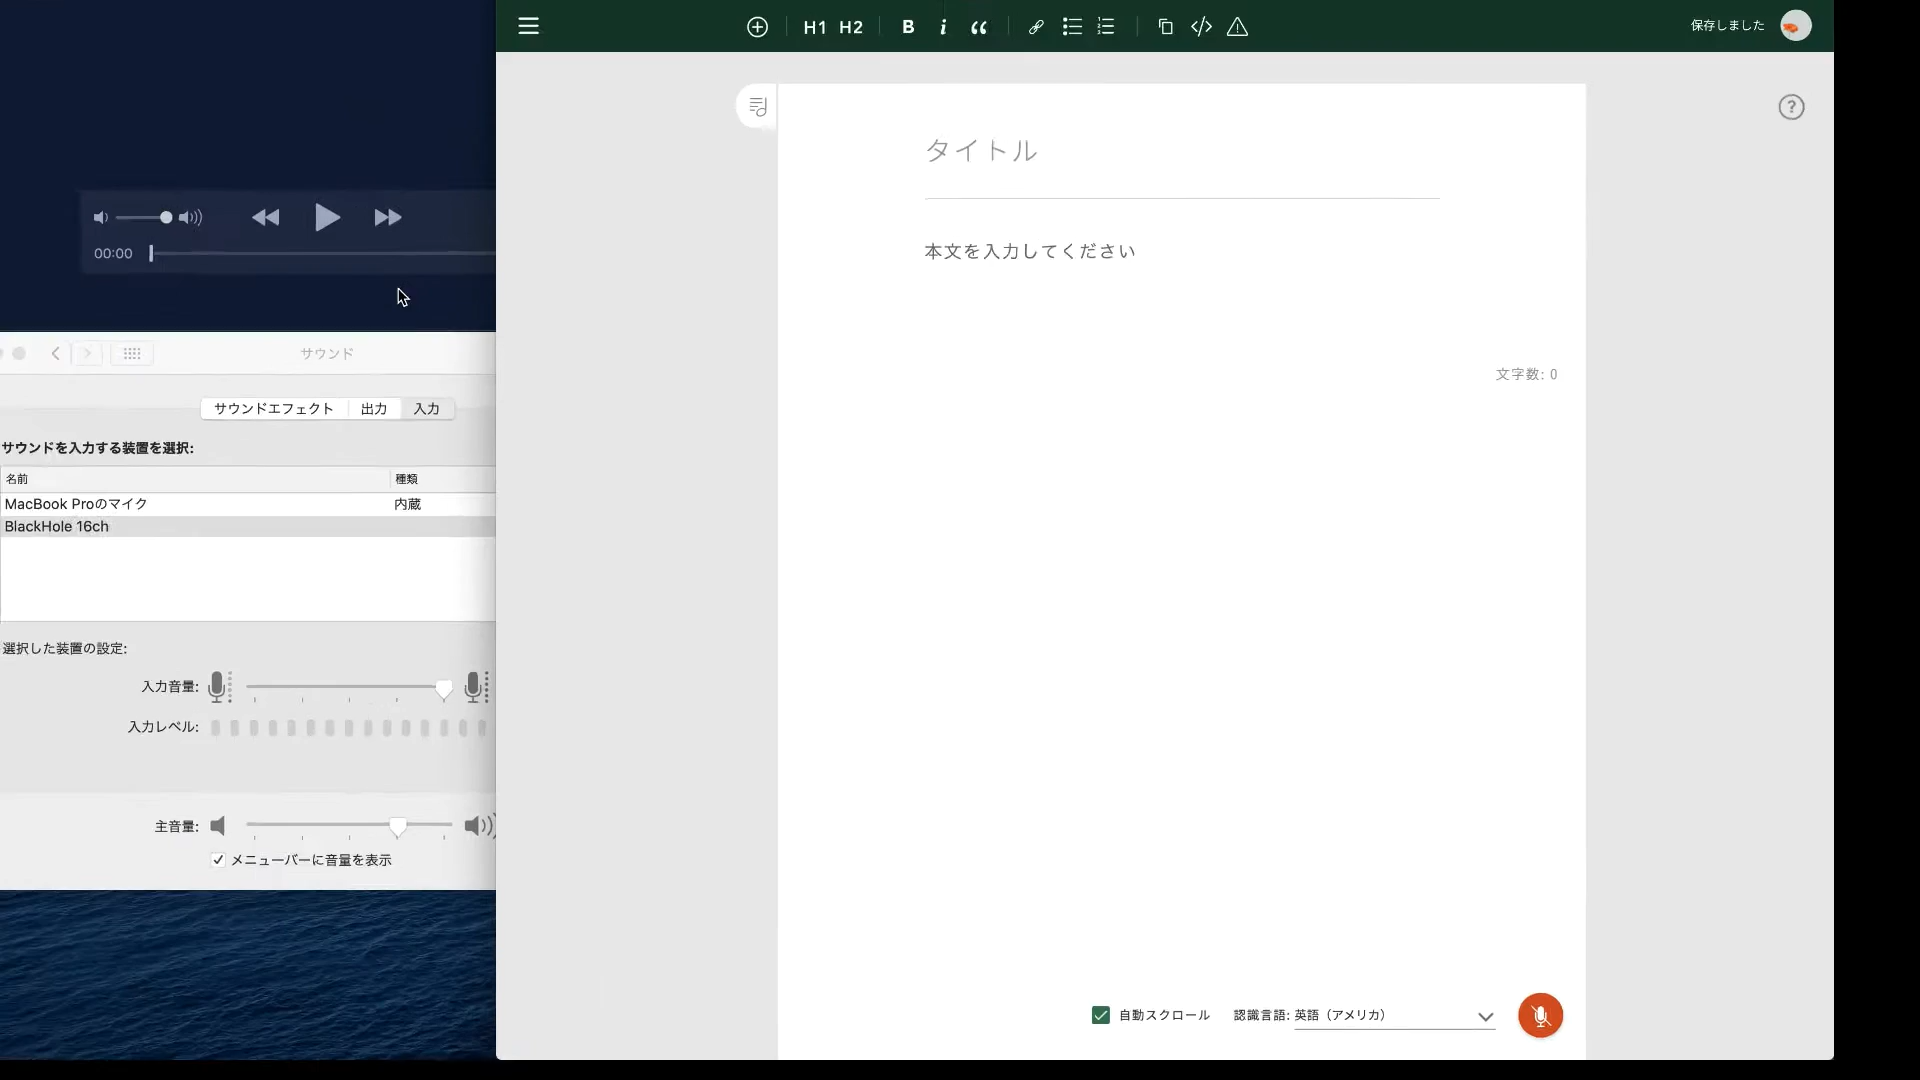 H1 H2 B i
保存しました
00:00
タイトル
本文を入力してください
文字数: 0
サウンド
サウンドエフェクト 出力 入力
サウンドを入力する装置を選択:
名前 種類
MacBook Proのマイク 内蔵
BlackHole 16ch
選択した装置の設定:
入力音量:
入力レベル:
主音量:
メニューバーに音量を表示
自動スクロール 認識言語: 英語（アメリカ）